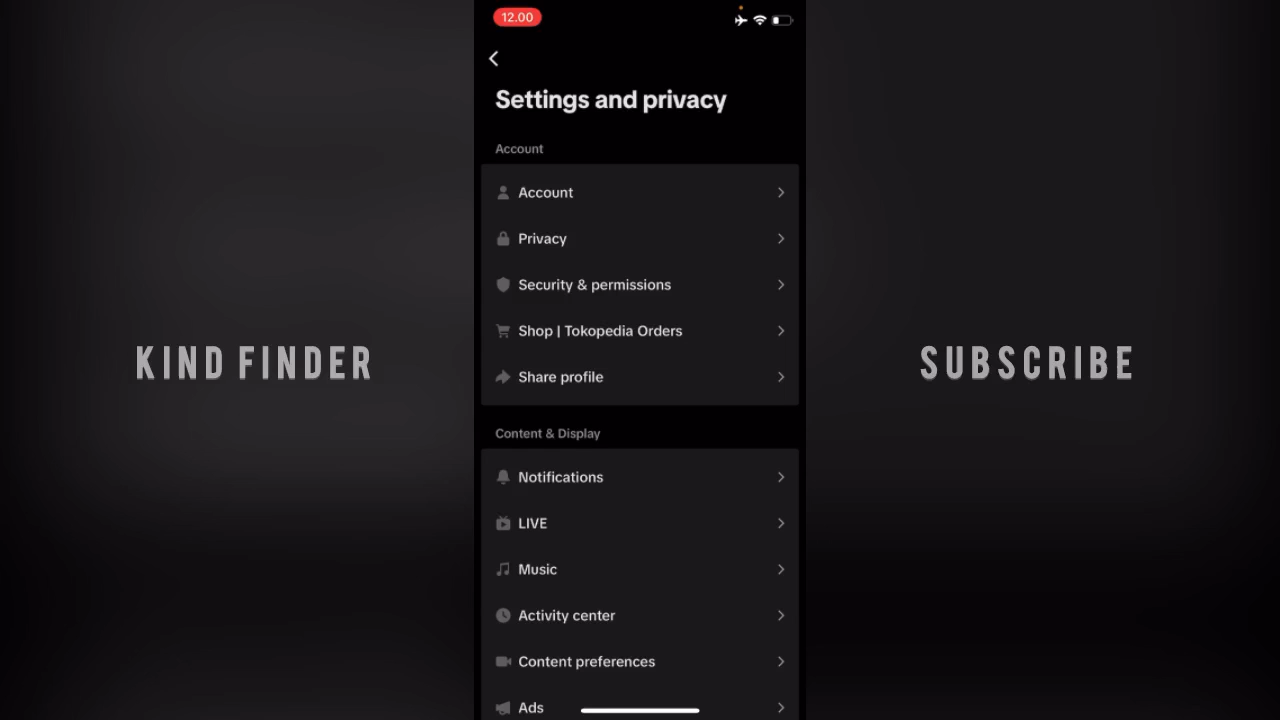 12.00
Settings and privacy
Account
Account
Privacy
Security & permissions
Shop | Tokopedia Orders
Share profile
Content & Display
Notifications
LIVE
Music
Activity center
Content preferences
Ads
KIND FINDER
SUBSCRIBE